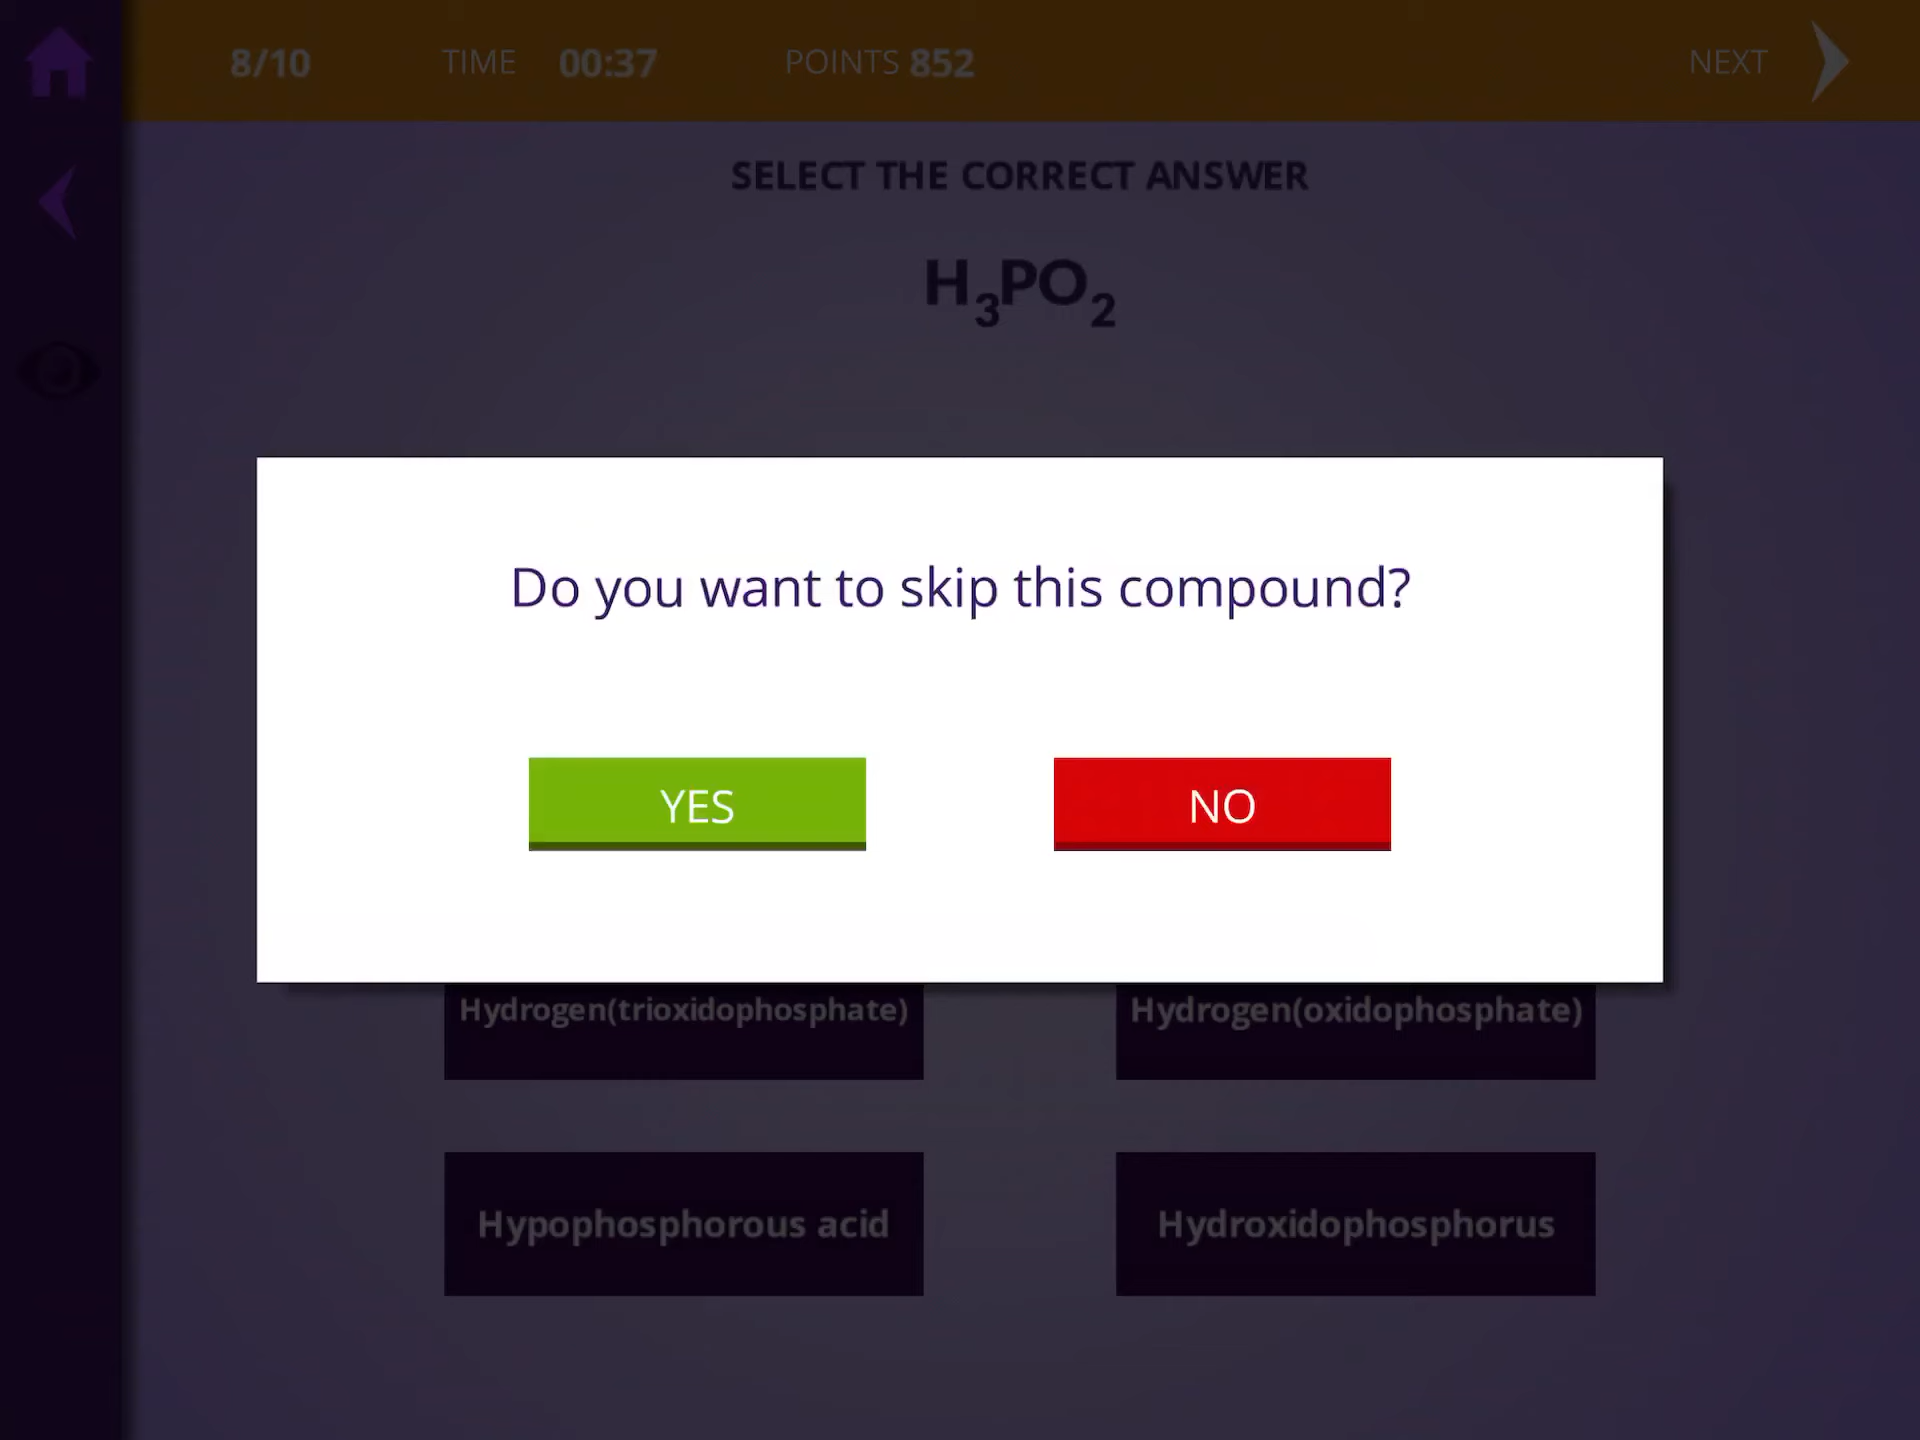 8/10 TIME 00:37 POINTS 852 NEXT
SELECT THE CORRECT ANSWER
H₃PO₂
Do you want to skip this compound?
YES NO
Hydrogen(trioxidophosphate) Hydrogen(oxidophosphate)
Hypophosphorous acid Hydroxidophosphorus